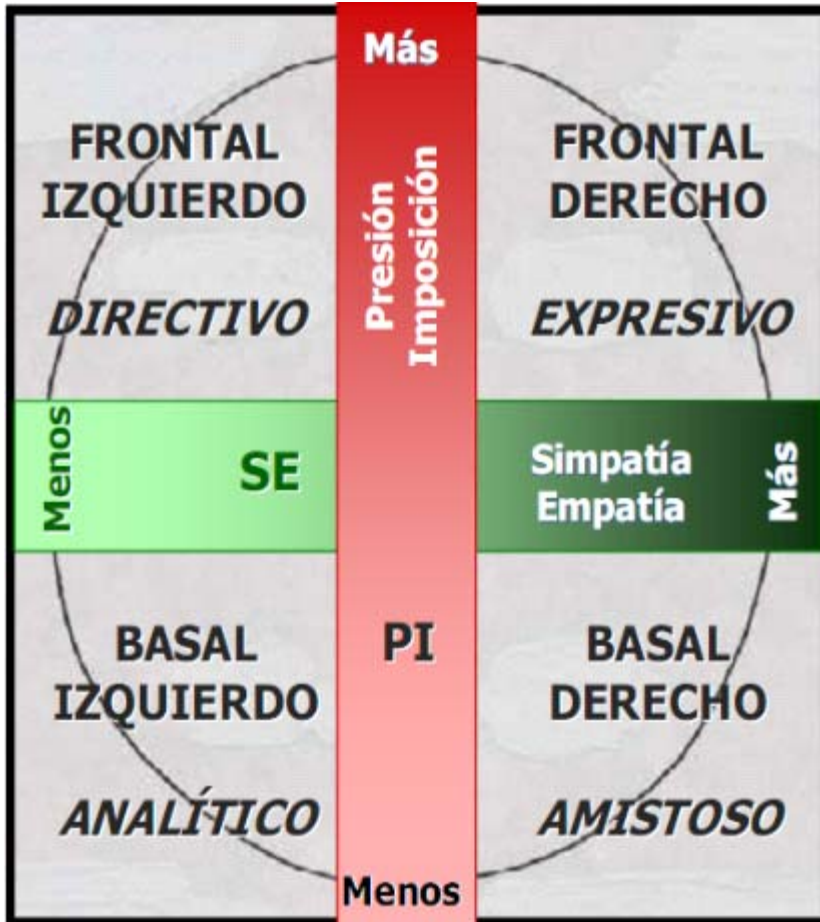 Más
FRONTAL
IZQUIERDO
DIRECTIVO
Presión
Imposición
FRONTAL
DERECHO
EXPRESIVO
Menos
SE
Simpatía
Empatía
Más
BASAL
IZQUIERDO
ANALÍTICO
PI
BASAL
DERECHO
AMISTOSO
Menos